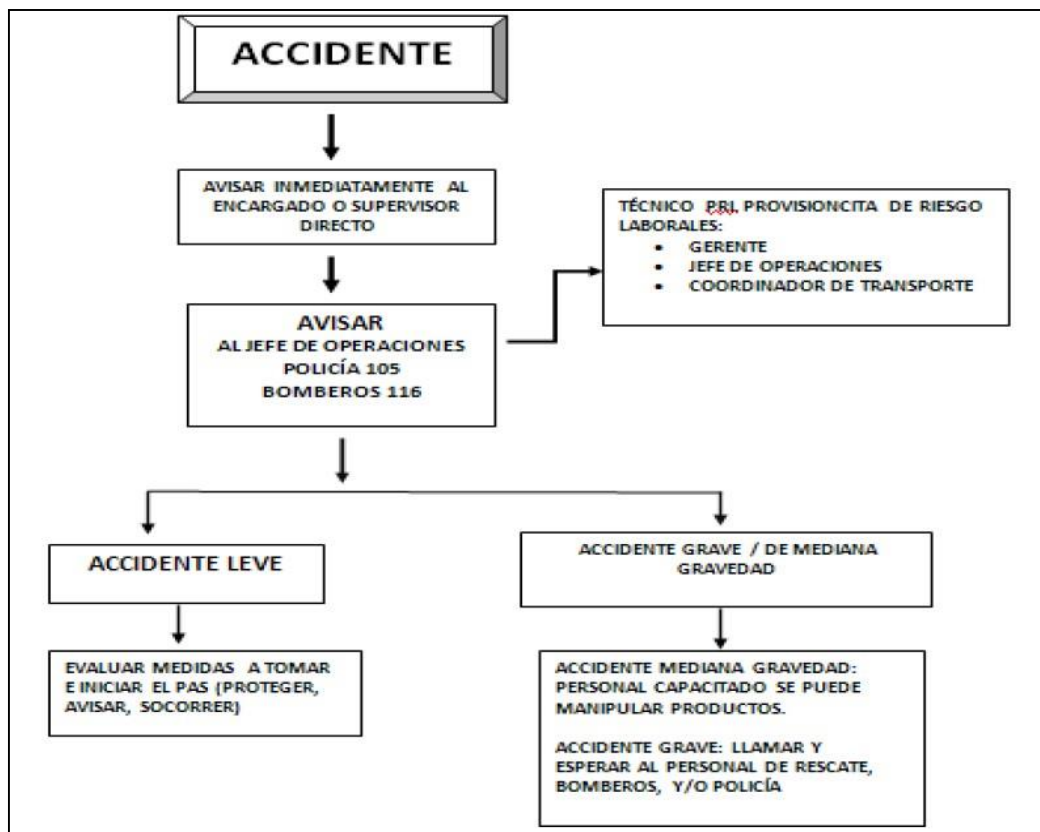 ACCIDENTE
AVISAR INMEDIATAMENTE AL
ENCARGADO O SUPERVISOR
DIRECTO
TÉCNICO PRL PROVISIONCITA DE RIESGO
LABORALES:
• GERENTE
• JEFE DE OPERACIONES
• COORDINADOR DE TRANSPORTE
AVISAR
AL JEFE DE OPERACIONES
POLICÍA 105
BOMBEROS 116
ACCIDENTE LEVE
ACCIDENTE GRAVE / DE MEDIANA
GRAVEDAD
EVALUAR MEDIDAS A TOMAR
E INICIAR EL PAS (PROTEGER,
AVISAR, SOCORRER)
ACCIDENTE MEDIANA GRAVEDAD:
PERSONAL CAPACITADO SE PUEDE
MANIPULAR PRODUCTOS.
ACCIDENTE GRAVE: LLAMAR Y
ESPERAR AL PERSONAL DE RESCATE,
BOMBEROS, Y/O POLICÍA